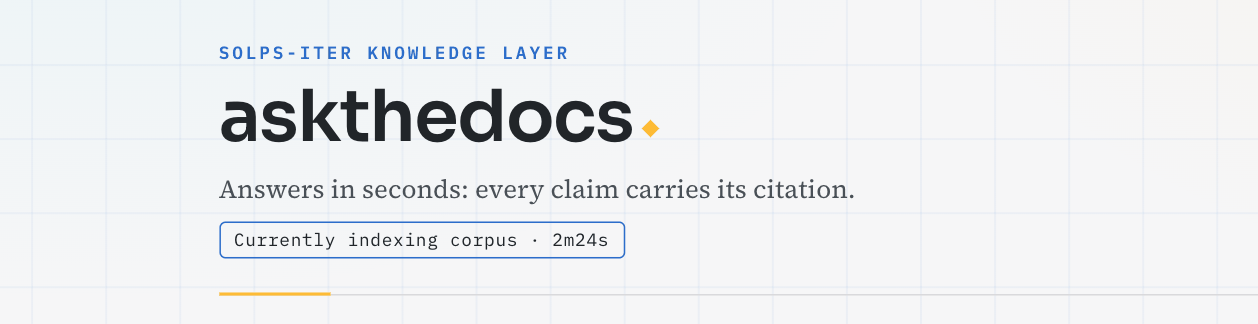 SOLPS-ITER KNOWLEDGE LAYER
askthedocs
Answers in seconds: every claim carries its citation.
Currently indexing corpus · 2m24s